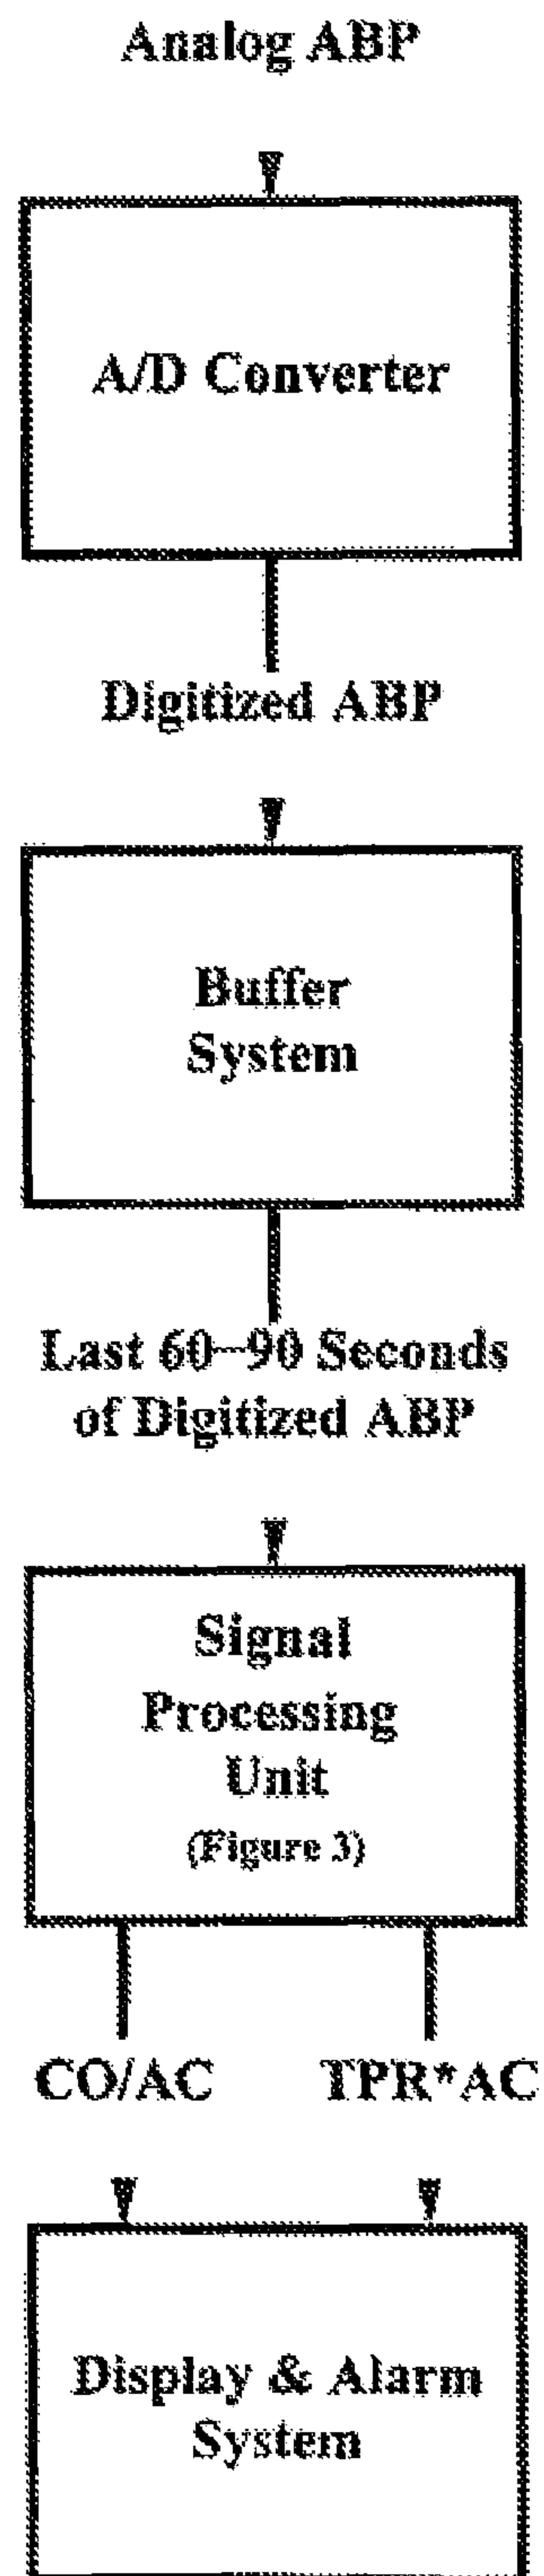 Analog ABP
A/D Converter
Digitized ABP
Buffer
System
Last 60-90 Seconds
of Digitized ABP
Signal
Processing
Unit
(Figure 3)
CO/AC TPR*AC
Display & Alarm
System